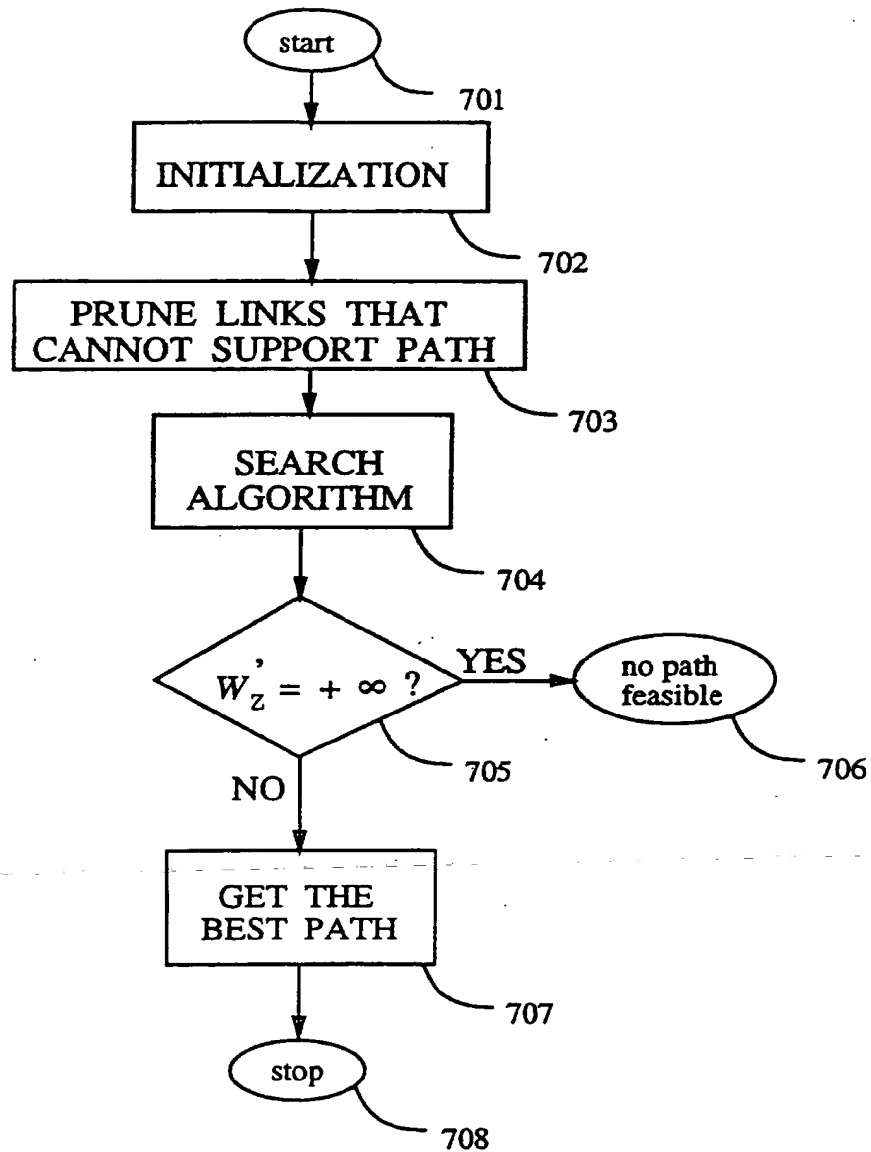 start
701
INITIALIZATION
702
PRUNE LINKS THAT
CANNOT SUPPORT PATH
703
SEARCH
ALGORITHM
704
W'z = + ∞ ?
YES
no path
feasible
705
706
NO
GET THE
BEST PATH
707
stop
708